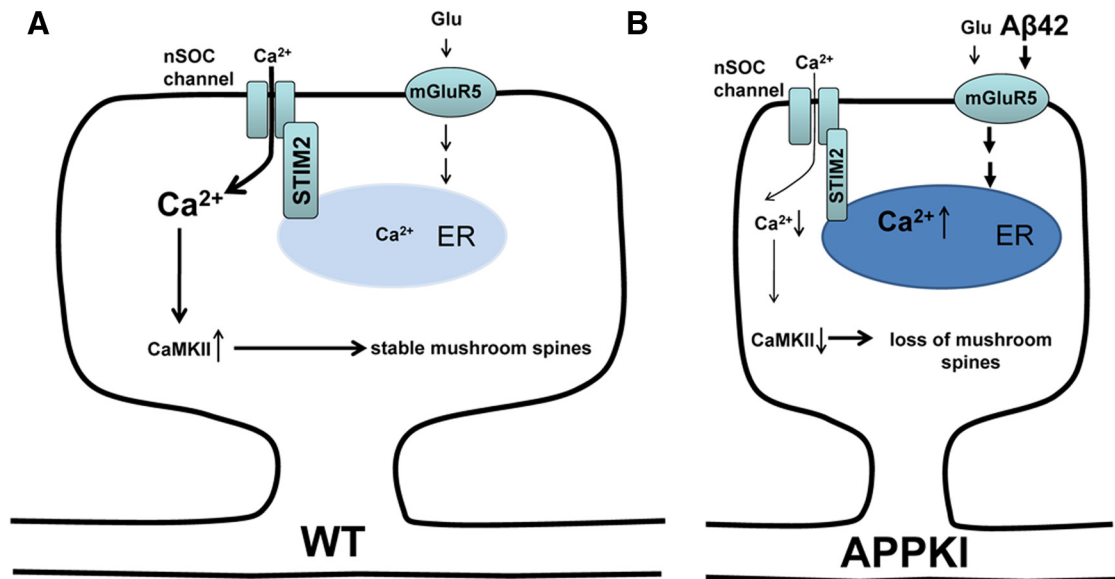 A
Glu
nSOC
channel
Ca²⁺
mGluR5
STIM2
Ca²⁺
Ca²⁺
ER
CaMKII↑
stable mushroom spines
WT
B
Glu Aβ42
nSOC
channel
Ca²⁺
mGluR5
STIM2
Ca²⁺↓
Ca²⁺↑
ER
CaMKII↓
loss of mushroom
spines
APPKI